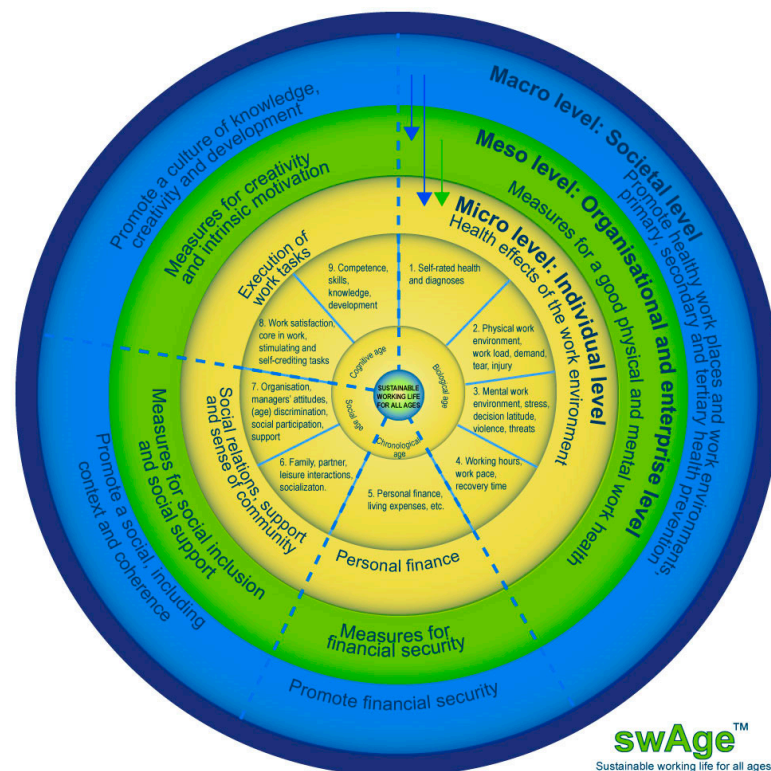 Macro level: Societal level
Promote healthy work places and work environments,
primary, secondary and tertiary health prevention
Meso level: Organisational and enterprise level
Measures for a good physical and mental work health
Micro level: Individual level
Health effects of the work environment
1. Self-rated health
and diagnoses
2. Physical work
environment,
work load, demand,
tear, injury
3. Mental work
environment, stress,
decision latitude,
violence, threats
4. Working hours,
work pace,
recovery time
Biological age
Promote financial security
Measures for
financial security
Personal finance
5. Personal finance,
living expenses, etc.
Chronological
age
Promote a social, including
context and coherence
Measures for social inclusion
and social support
Social relations, support
and sense of community
6. Family, partner,
leisure interactions,
socializaton.
7. Organisation,
managers' attitudes,
(age) discrimination,
social participation,
support
Social age
Promote a culture of knowledge,
creativity and development
Measures for creativity
and intrinsic motivation
Execution of
work tasks
8. Work satisfaction,
core in work,
stimulating and
self-crediting tasks
9. Competence,
skills,
knowledge,
development
Cognitive age
SUSTAINABLE
WORKING LIFE
FOR ALL AGES
swAge™
Sustainable working life for all ages